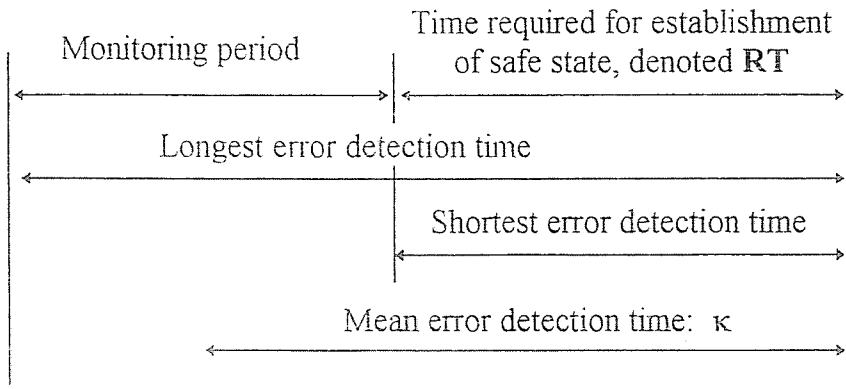 Monitoring period
Time required for establishment
of safe state, denoted RT
Longest error detection time
Shortest error detection time
Mean error detection time: κ